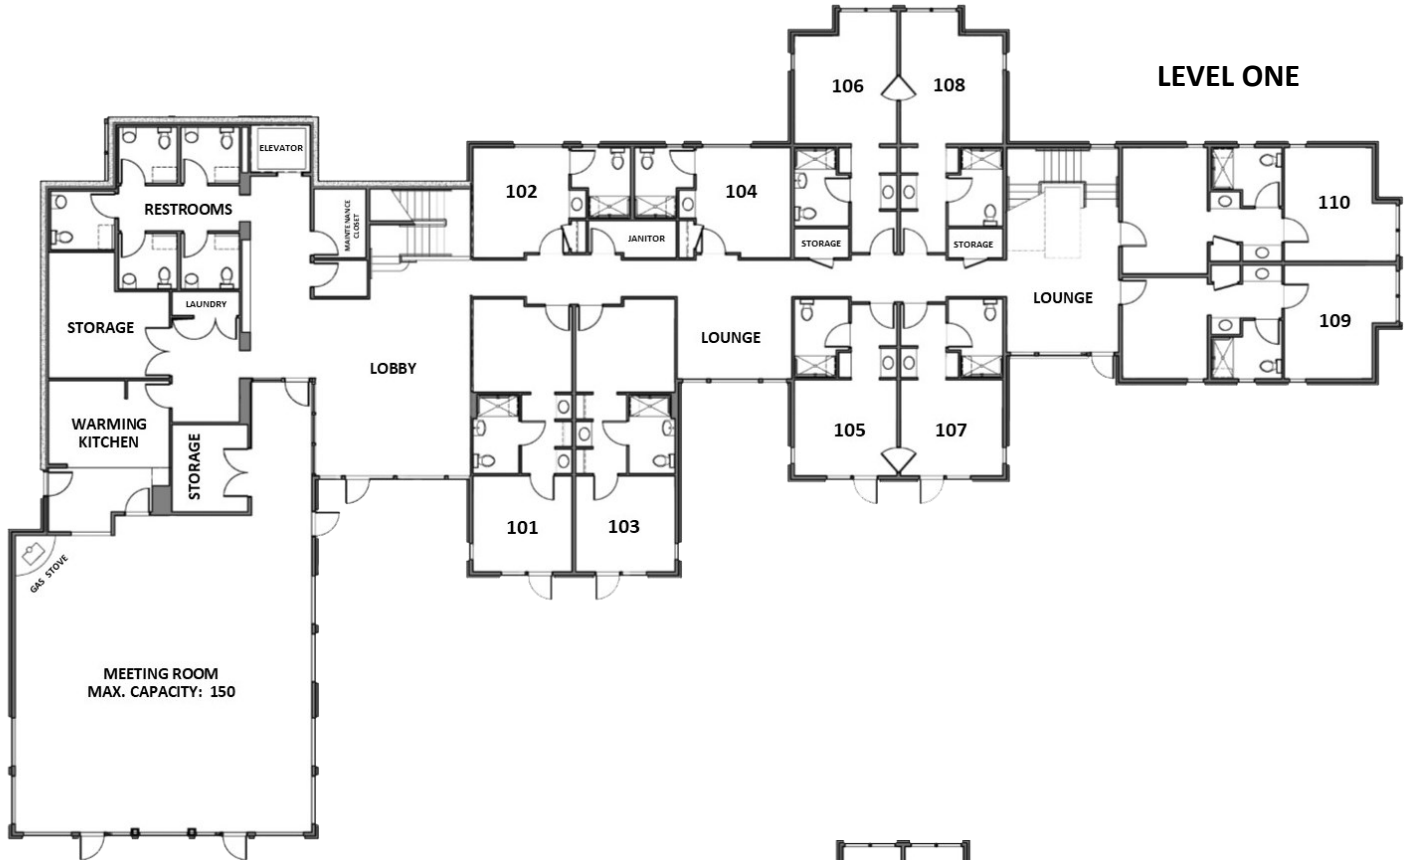 LEVEL ONE
106
108
ELEVATOR
102
104
110
RESTROOMS
MAINTENANCE
CLOSET
JANITOR
STORAGE
STORAGE
LAUNDRY
STORAGE
LOUNGE
109
LOUNGE
LOBBY
WARMING
KITCHEN
STORAGE
105
107
101
103
GAS STOVE
MEETING ROOM
MAX. CAPACITY: 150